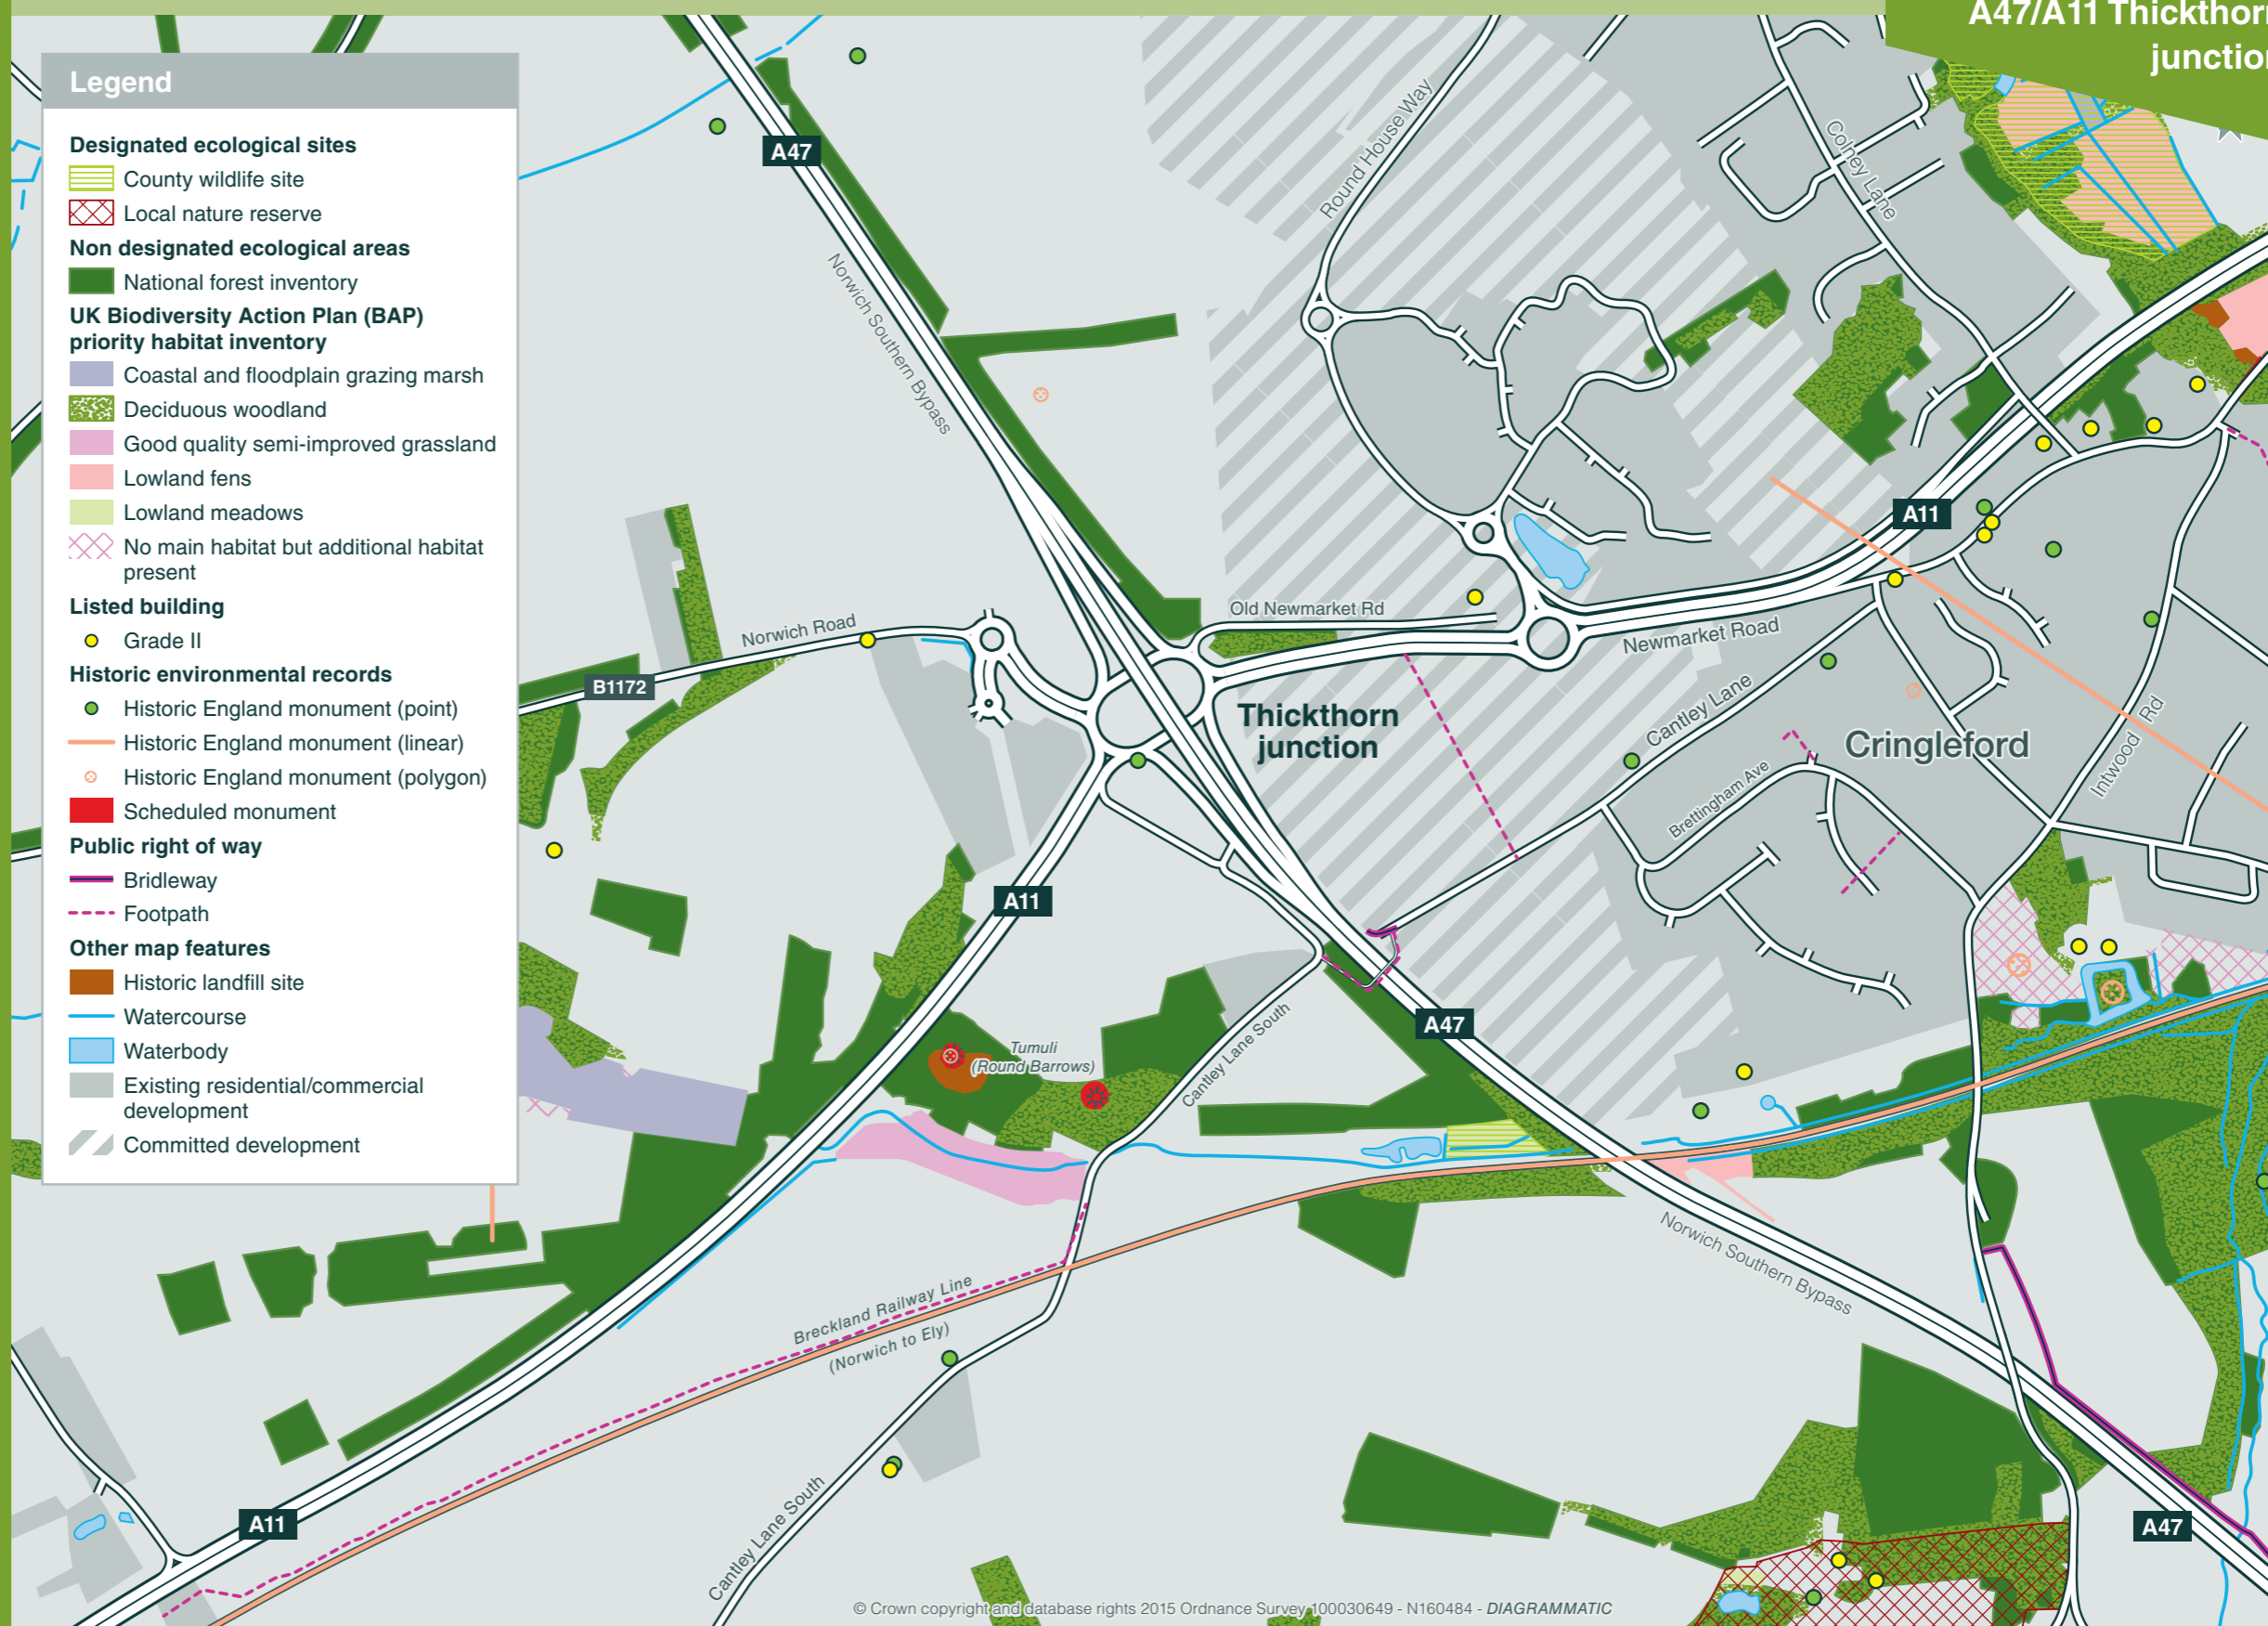 A47/A11 Thickthorn
junction
Legend
Designated ecological sites
County wildlife site
Local nature reserve
Non designated ecological areas
National forest inventory
UK Biodiversity Action Plan (BAP)
priority habitat inventory
Coastal and floodplain grazing marsh
Deciduous woodland
Good quality semi-improved grassland
Lowland fens
Lowland meadows
No main habitat but additional habitat
present
Listed building
Grade II
Historic environmental records
Historic England monument (point)
Historic England monument (linear)
Historic England monument (polygon)
Scheduled monument
Public right of way
Bridleway
Footpath
Other map features
Historic landfill site
Watercourse
Waterbody
Existing residential/commercial
development
Committed development
A47
Norwich Southern Bypass
Round House Way
Colney Lane
A11
Old Newmarket Rd
Newmarket Road
Norwich Road
B1172
Thickthorn
junction
Cantley Lane
Cringleford
Brettingham Ave
Intwood Rd
A11
A47
Tumuli
(Round Barrows)
Cantley Lane South
Norwich Southern Bypass
Breckland Railway Line
(Norwich to Ely)
Cantley Lane South
A11
A47
© Crown copyright and database rights 2015 Ordnance Survey 100030649 - N160484 - DIAGRAMMATIC